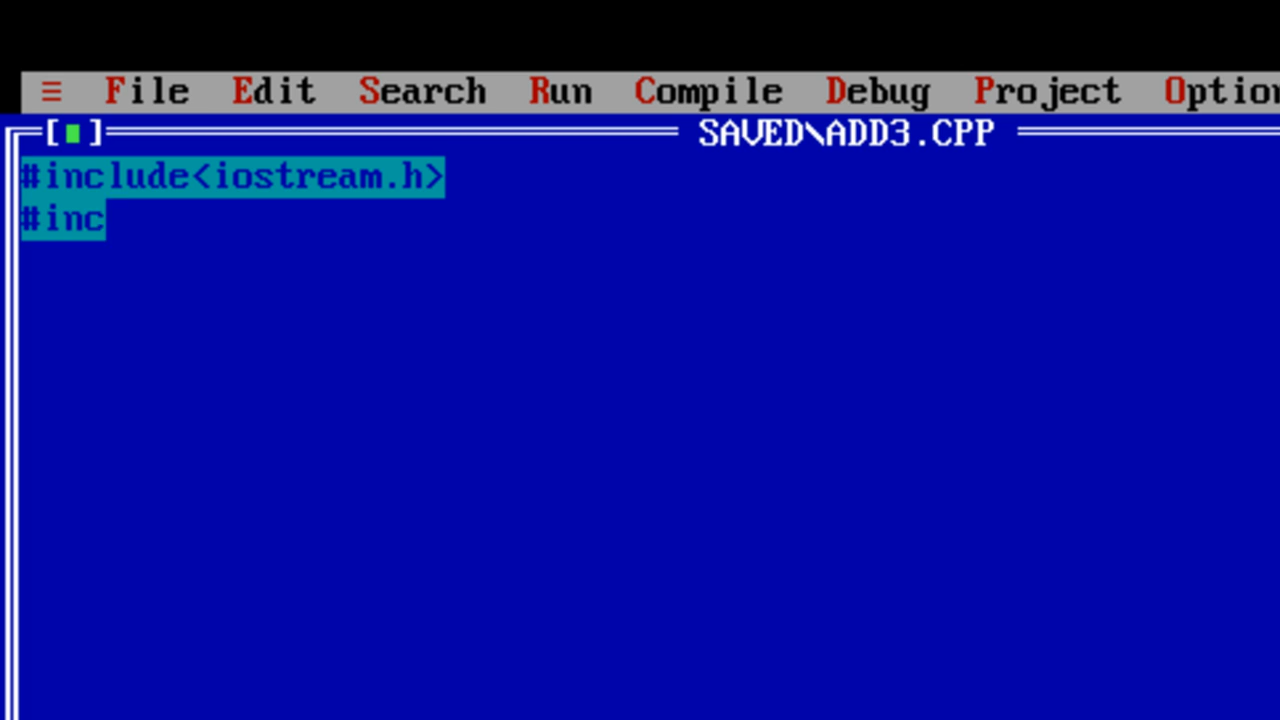 ≡ File Edit Search Run Compile Debug Project Option
[■] SAVED\ADD3.CPP
#include<iostream.h>
#inc